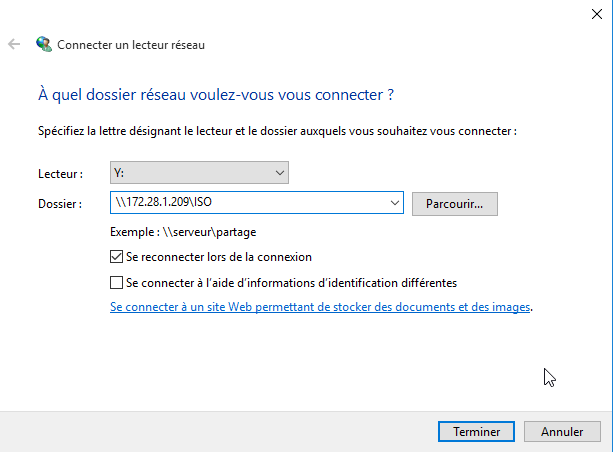 Connecter un lecteur réseau
À quel dossier réseau voulez-vous vous connecter ?
Spécifiez la lettre désignant le lecteur et le dossier auxquels vous souhaitez vous connecter :
Lecteur : Y:
Dossier : \\172.28.1.209\ISO Parcourir...
Exemple : \\serveur\partage
Se reconnecter lors de la connexion
Se connecter à l'aide d'informations d'identification différentes
Se connecter à un site Web permettant de stocker des documents et des images.
Terminer Annuler